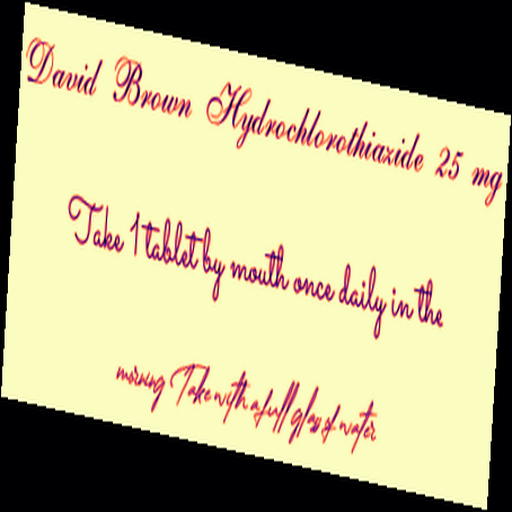 David Brown Hydrochlorothiazide 25 mg
Take 1 tablet by mouth once daily in the
morning Take with a full glass of water